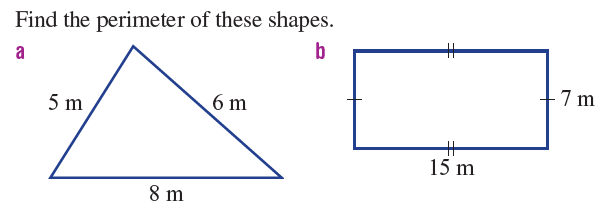 Find the perimeter of these shapes.
a
b
5 m
6 m
7 m
15 m
8 m